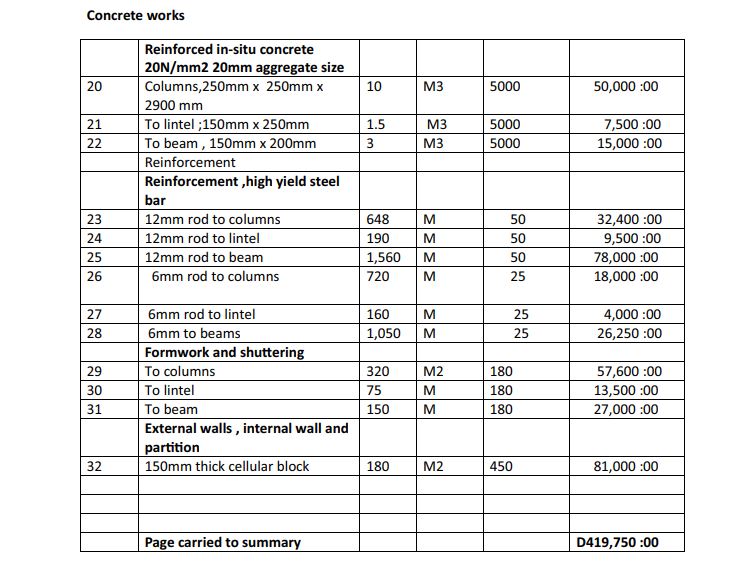 Concrete works
Reinforced in-situ concrete
20N/mm2 20mm aggregate size
20 Columns,250mm x 250mm x 10 M3 5000 50,000 :00
2900 mm
21 To lintel ;150mm x 250mm 1.5 M3 5000 7,500 :00
22 To beam , 150mm x 200mm 3 M3 5000 15,000 :00
Reinforcement
Reinforcement ,high yield steel
bar
23 12mm rod to columns 648 M 50 32,400 :00
24 12mm rod to lintel 190 M 50 9,500 :00
25 12mm rod to beam 1,560 M 50 78,000 :00
26 6mm rod to columns 720 M 25 18,000 :00
27 6mm rod to lintel 160 M 25 4,000 :00
28 6mm to beams 1,050 M 25 26,250 :00
Formwork and shuttering
29 To columns 320 M2 180 57,600 :00
30 To lintel 75 M 180 13,500 :00
31 To beam 150 M 180 27,000 :00
External walls , internal wall and
partition
32 150mm thick cellular block 180 M2 450 81,000 :00
Page carried to summary D419,750 :00